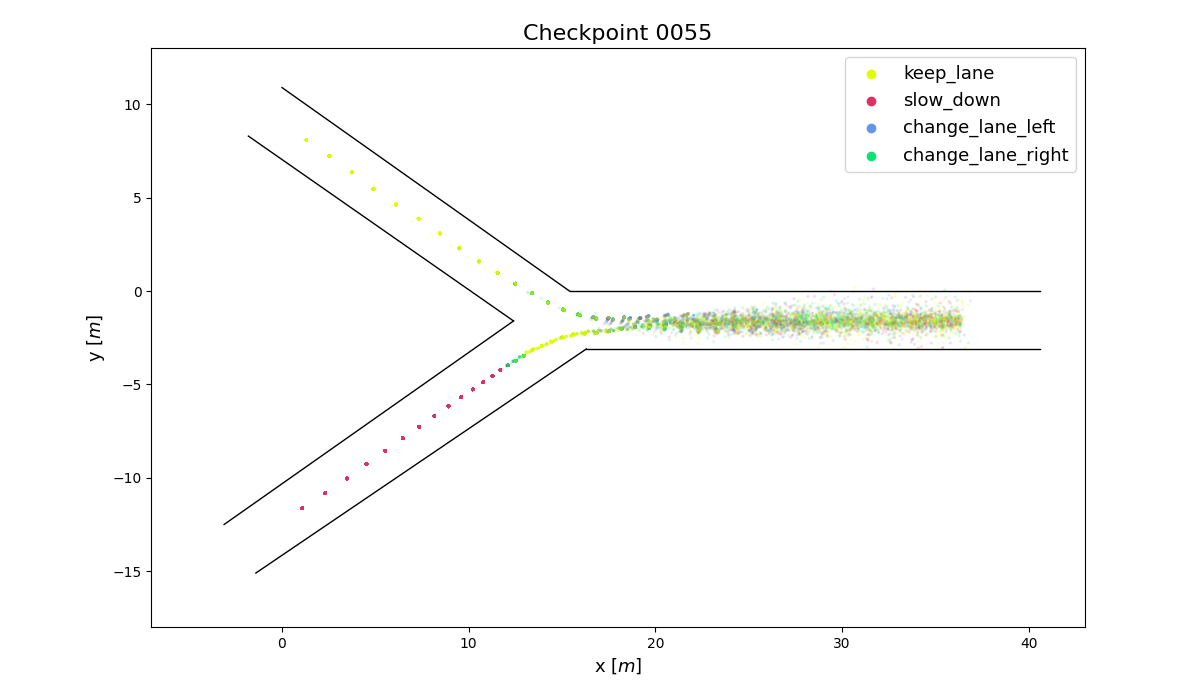 Checkpoint 0055
keep_lane
slow_down
change_lane_left
change_lane_right
y [m]
10
5
0
−5
−10
−15
0
10
20
30
40
x [m]